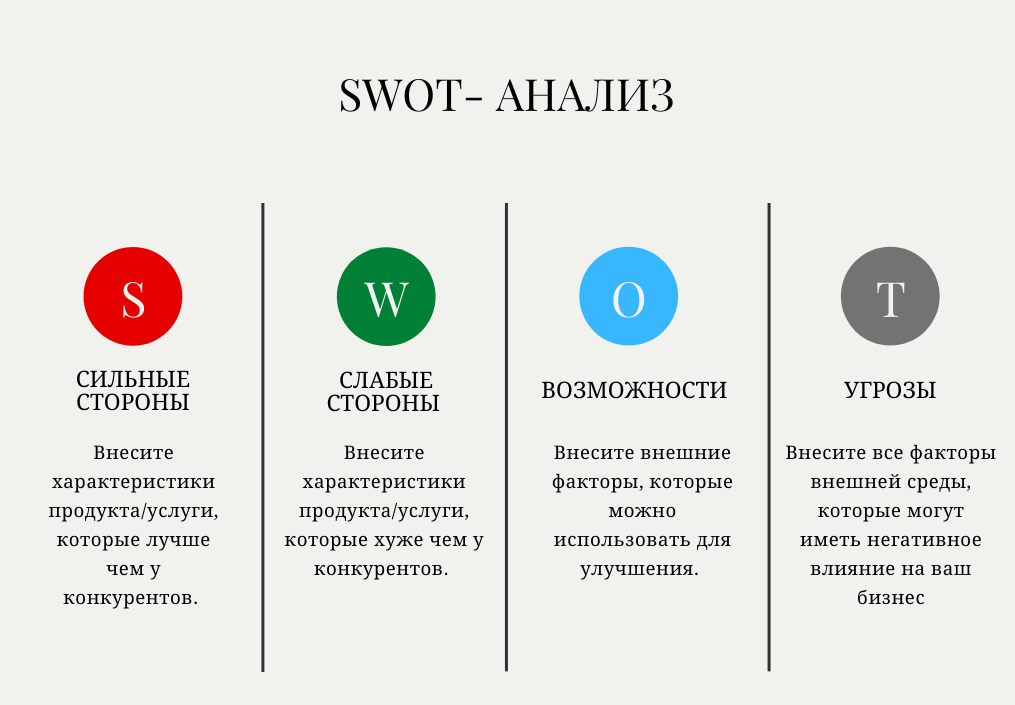 SWOT- АНАЛИЗ
S
СИЛЬНЫЕ
СТОРОНЫ
Внесите
характеристики
продукта/услуги,
которые лучше
чем у
конкурентов.
W
СЛАБЫЕ
СТОРОНЫ
Внесите
характеристики
продукта/услуги,
которые хуже чем у
конкурентов.
O
ВОЗМОЖНОСТИ
Внесите внешние
факторы, которые
можно
использовать для
улучшения.
T
УГРОЗЫ
Внесите все факторы
внешней среды,
которые могут
иметь негативное
влияние на ваш
бизнес